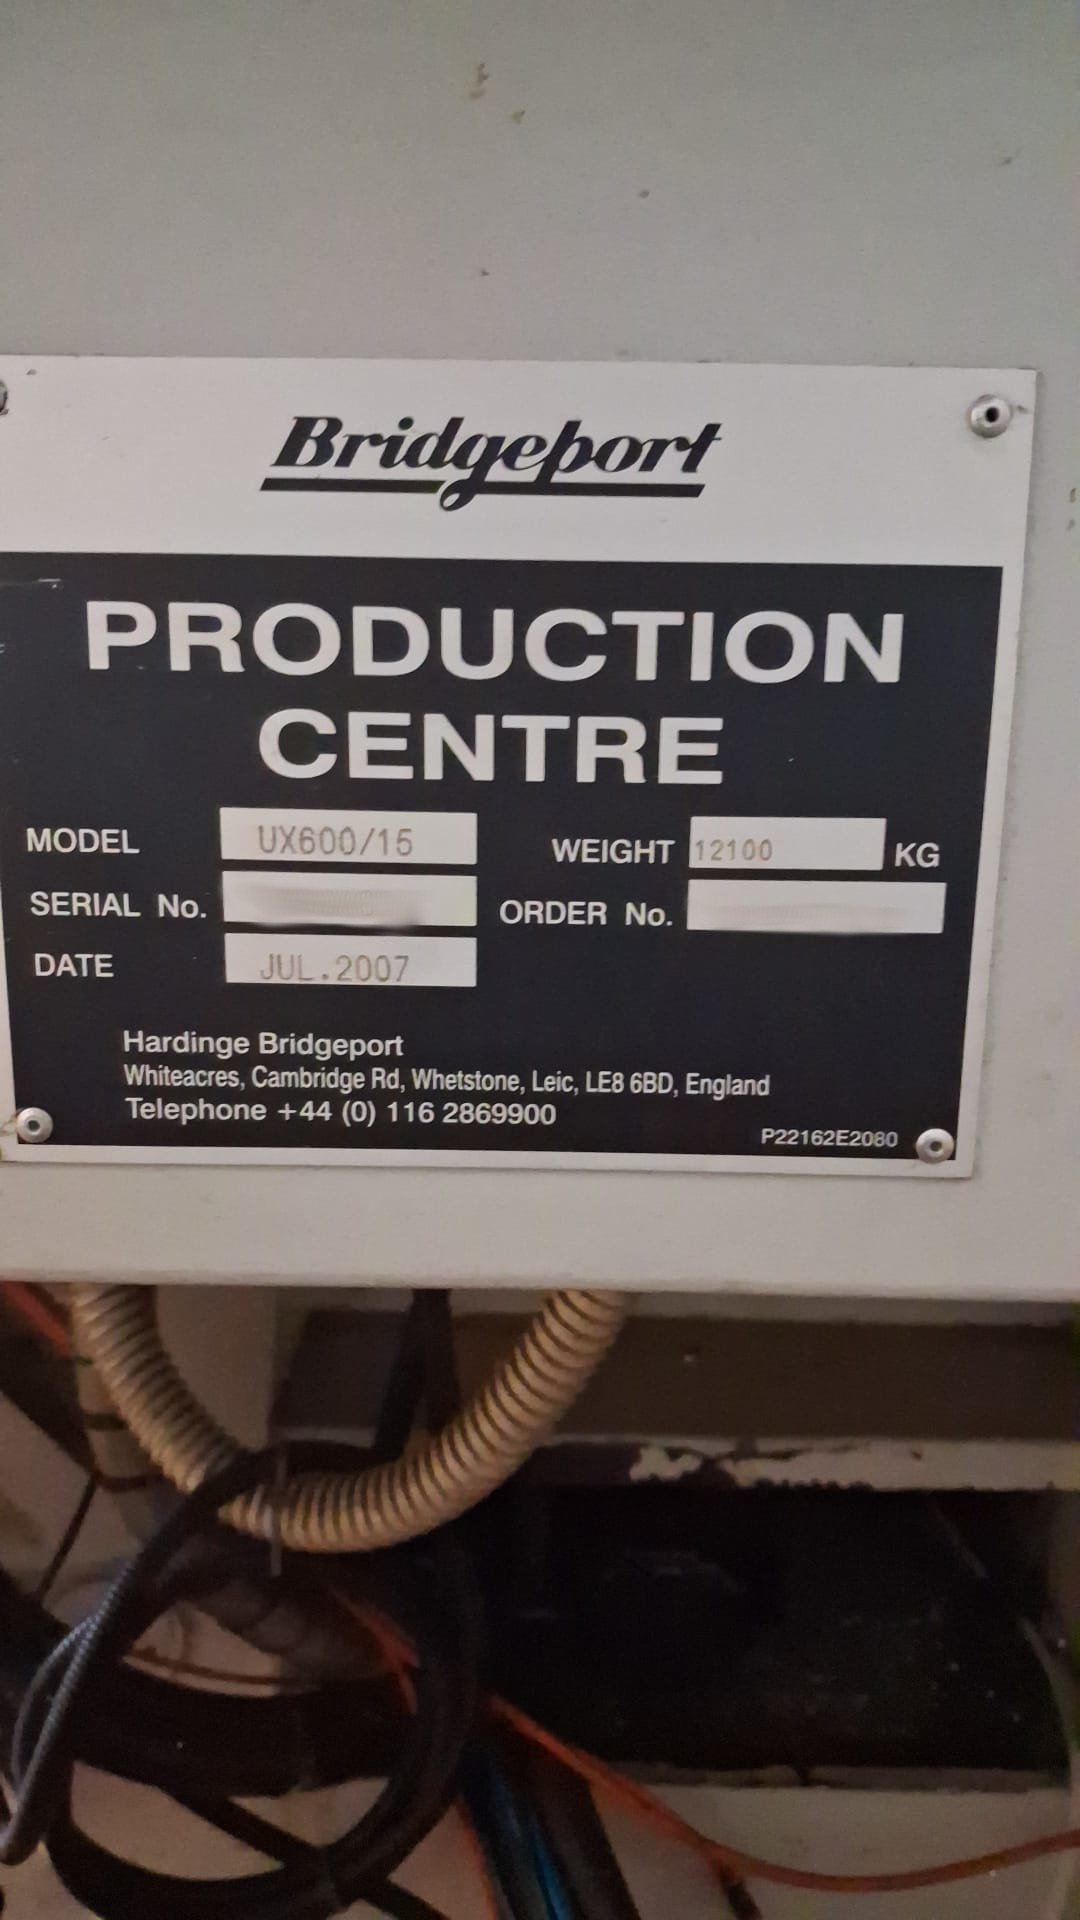 Bridgeport
PRODUCTION
CENTRE
MODEL UX600/15 WEIGHT 12100 KG
SERIAL No. ORDER No.
DATE JUL.2007
Hardinge Bridgeport
Whiteacres, Cambridge Rd, Whetstone, Leic, LE8 6BD, England
Telephone +44 (0) 116 2869900
P22162E2080